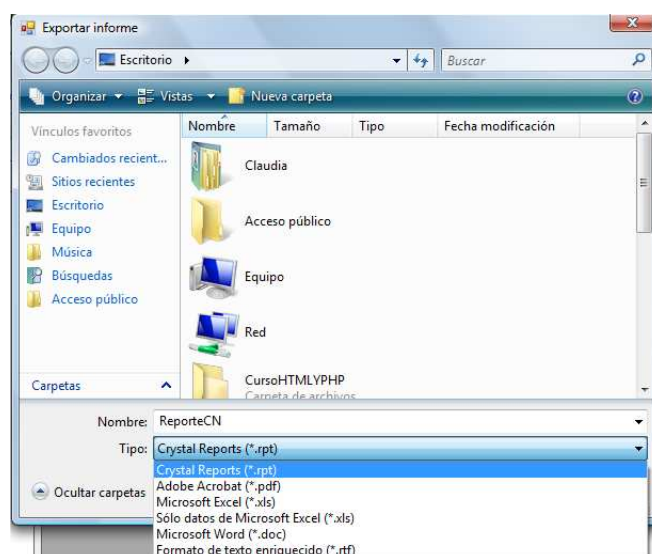 Exportar informe
Escritorio
Buscar
Organizar Vistas Nueva carpeta
Vínculos favoritos
Cambiados recient...
Sitios recientes
Escritorio
Equipo
Música
Búsquedas
Acceso público
Carpetas
Nombre Tamaño Tipo Fecha modificación
Claudia
Acceso público
Equipo
Red
CursoHTMLYPHP
Carpeta de archivos
Nombre: ReporteCN
Tipo: Crystal Reports (*.rpt)
Crystal Reports (*.rpt)
Adobe Acrobat (*.pdf)
Microsoft Excel (*.xls)
Sólo datos de Microsoft Excel (*.xls)
Microsoft Word (*.doc)
Formato de texto enriquecido (*.rtf)
Ocultar carpetas